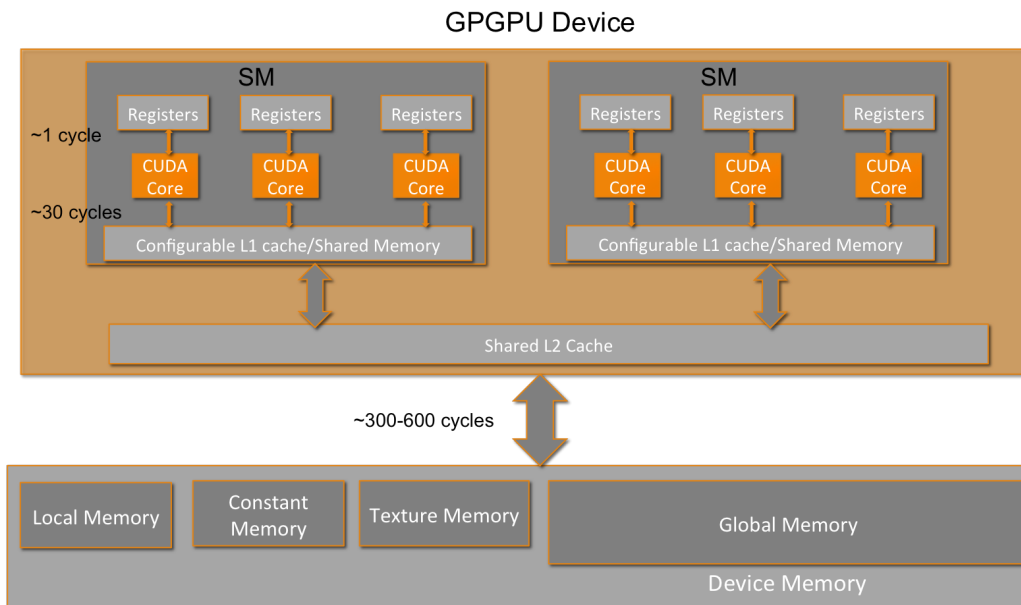 GPGPU Device
SM
Registers
Registers
Registers
~1 cycle
CUDA
Core
CUDA
Core
CUDA
Core
~30 cycles
Configurable L1 cache/Shared Memory
SM
Registers
Registers
Registers
CUDA
Core
CUDA
Core
CUDA
Core
Configurable L1 cache/Shared Memory
Shared L2 Cache
~300-600 cycles
Local Memory
Constant
Memory
Texture Memory
Global Memory
Device Memory